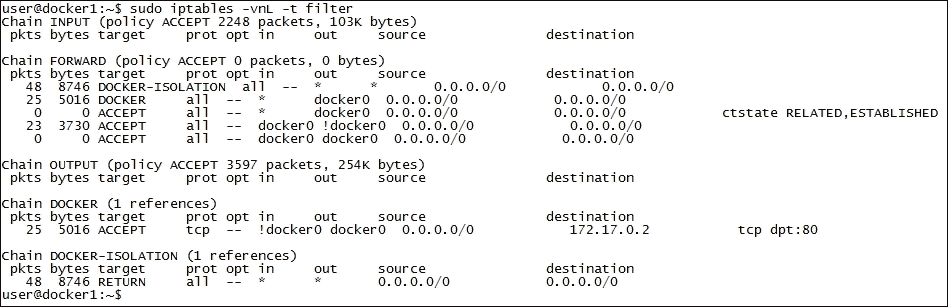 user@docker1:~$ sudo iptables -vnL -t filter
Chain INPUT (policy ACCEPT 2248 packets, 103K bytes)
 pkts bytes target     prot opt in     out     source               destination

Chain FORWARD (policy ACCEPT 0 packets, 0 bytes)
 pkts bytes target     prot opt in     out     source               destination
   48  8746 DOCKER-ISOLATION  all  --  *      *       0.0.0.0/0            0.0.0.0/0
   25  5016 DOCKER     all  --  *      docker0  0.0.0.0/0            0.0.0.0/0
    0     0 ACCEPT     all  --  *      docker0  0.0.0.0/0            0.0.0.0/0            ctstate RELATED,ESTABLISHED
   23  3730 ACCEPT     all  --  docker0 !docker0  0.0.0.0/0            0.0.0.0/0
    0     0 ACCEPT     all  --  docker0 docker0  0.0.0.0/0            0.0.0.0/0

Chain OUTPUT (policy ACCEPT 3597 packets, 254K bytes)
 pkts bytes target     prot opt in     out     source               destination

Chain DOCKER (1 references)
 pkts bytes target     prot opt in     out     source               destination
   25  5016 ACCEPT     tcp  --  !docker0 docker0  0.0.0.0/0            172.17.0.2           tcp dpt:80

Chain DOCKER-ISOLATION (1 references)
 pkts bytes target     prot opt in     out     source               destination
   48  8746 RETURN     all  --  *      *       0.0.0.0/0            0.0.0.0/0
user@docker1:~$